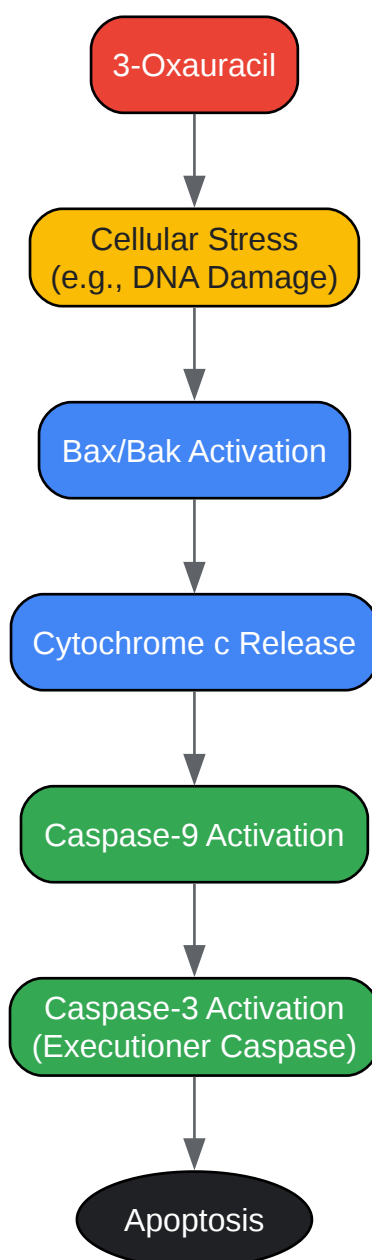 3-Oxauracil
Cellular Stress
(e.g., DNA Damage)
Bax/Bak Activation
Cytochrome c Release
Caspase-9 Activation
Caspase-3 Activation
(Executioner Caspase)
Apoptosis